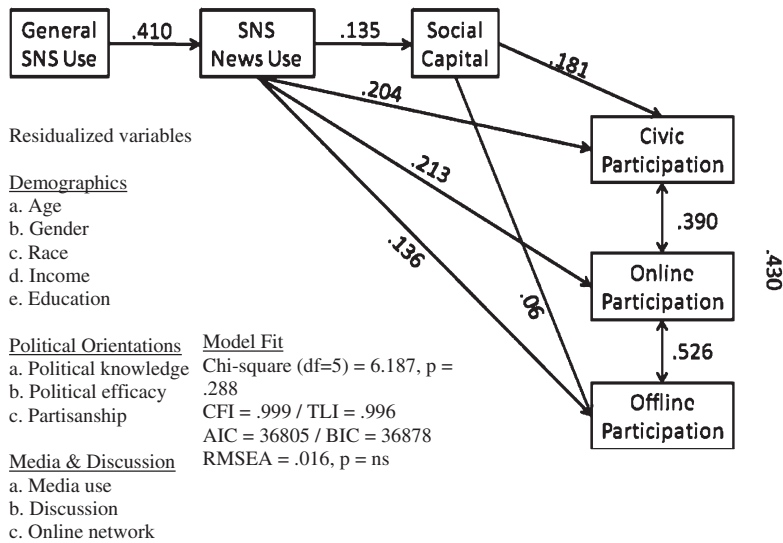 General
SNS Use
.410
SNS
News Use
.135
Social
Capital
.181
.204
.213
.136
.06
Civic
Participation
.390
Online
Participation
.430
.526
Offline
Participation
Residualized variables
Demographics
a. Age
b. Gender
c. Race
d. Income
e. Education
Political Orientations
a. Political knowledge
b. Political efficacy
c. Partisanship
Media & Discussion
a. Media use
b. Discussion
c. Online network
Model Fit
Chi-square (df=5) = 6.187, p =
.288
CFI = .999 / TLI = .996
AIC = 36805 / BIC = 36878
RMSEA = .016, p = ns